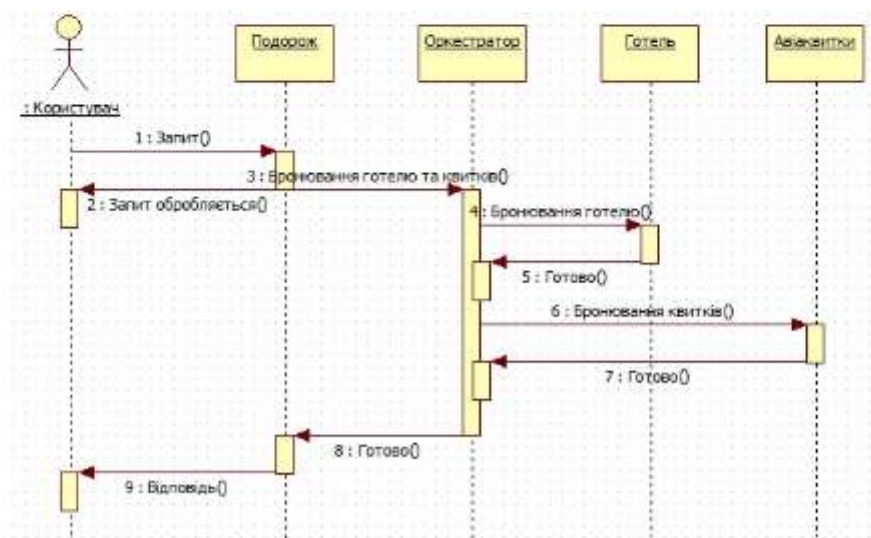 Подорож
Оркестратор
Готель
Авіаквитки
: Користувач
1 : Запит()
3 : Бронювання готелю та квитків()
2 : Запит обробляється()
4 : Бронювання готелю()
5 : Готово()
6 : Бронювання квитків()
7 : Готово()
8 : Готово()
9 : Відповідь()